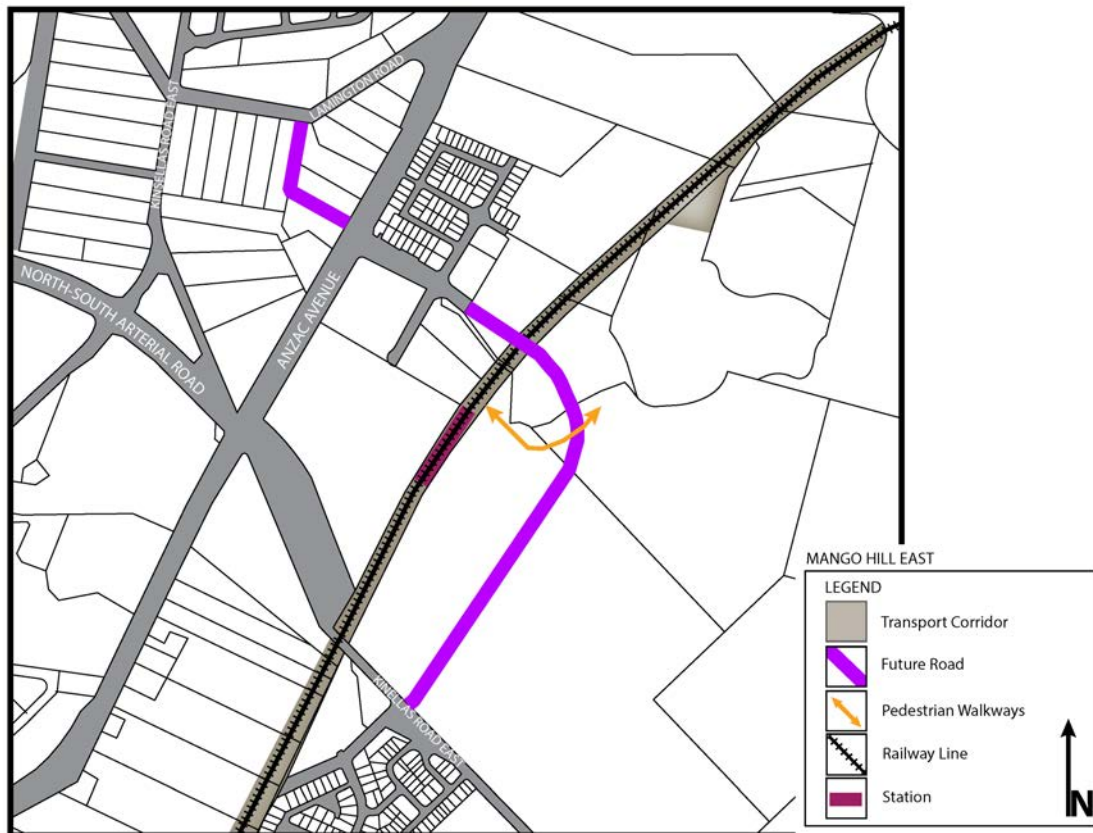 LAMINGTON ROAD
KINSELLAS ROAD EAST
NORTH-SOUTH ARTERIAL ROAD
ANZAC AVENUE
KINELLAS ROAD EAST
MANGO HILL EAST
LEGEND
Transport Corridor
Future Road
Pedestrian Walkways
Railway Line
Station
N